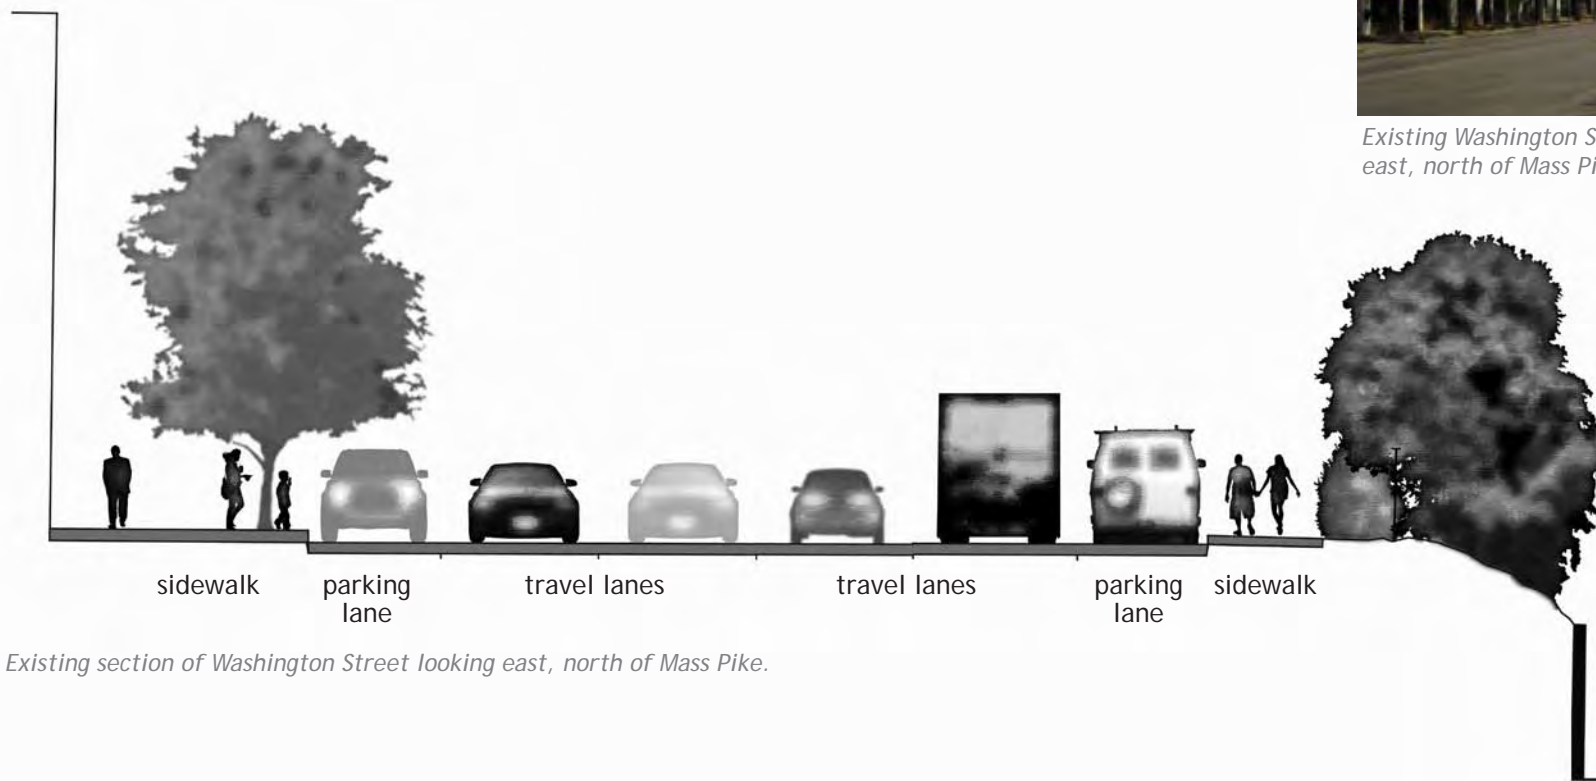 Existing Washington S
east, north of Mass Pi
sidewalk
parking
lane
travel lanes
travel lanes
parking
lane
sidewalk
Existing section of Washington Street looking east, north of Mass Pike.